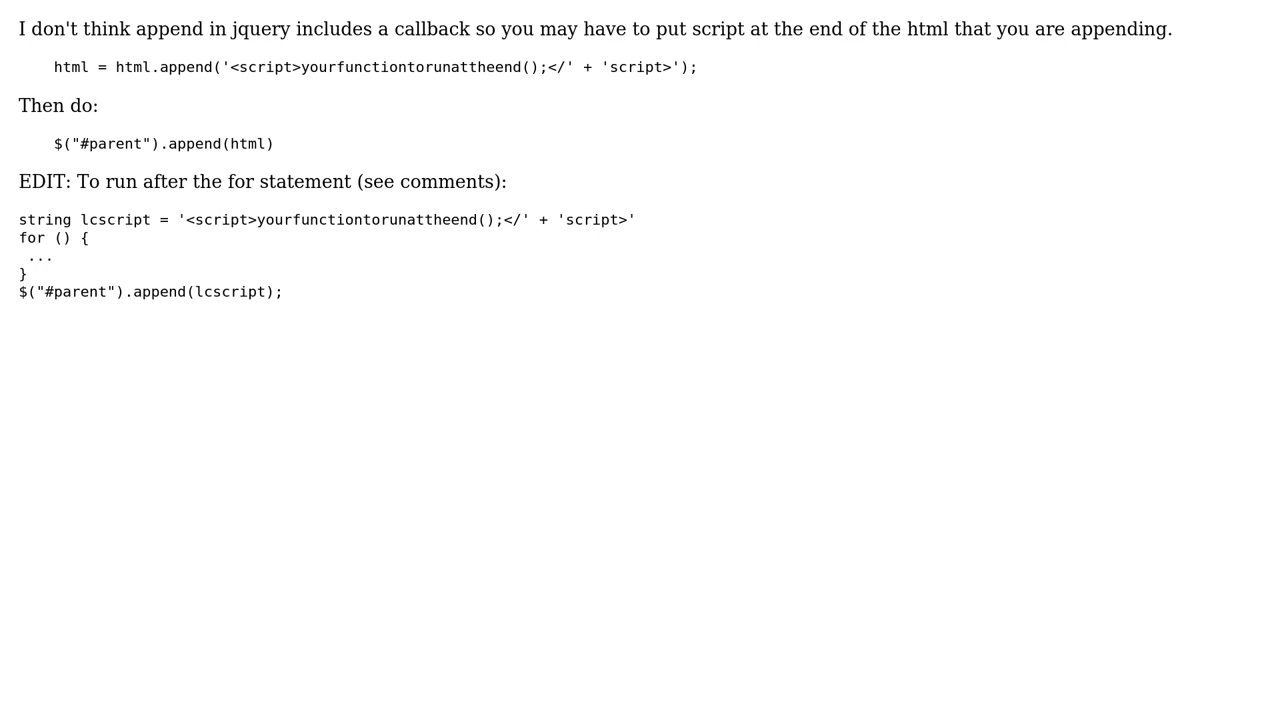 I don't think append in jquery includes a callback so you may have to put script at the end of the html that you are appending.
html = html.append('<script>yourfunctiontorunattheend();</' + 'script>');
Then do:
$("#parent").append(html)
EDIT: To run after the for statement (see comments):
string lcscript = '<script>yourfunctiontorunattheend();</' + 'script>'
for () {
 ...
}
$("#parent").append(lcscript);